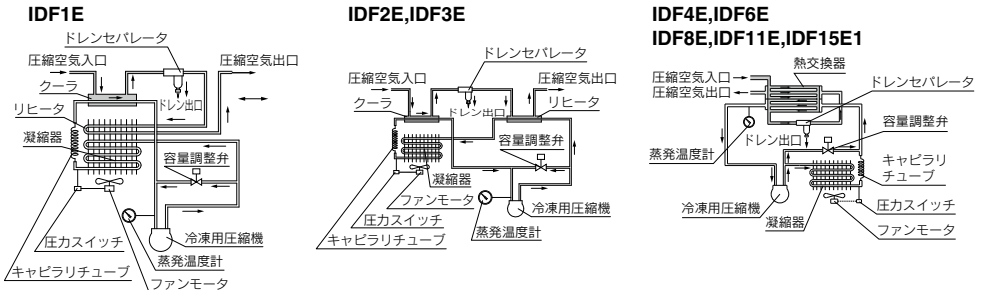 IDF1E
ドレンセパレータ
圧縮空気入口
圧縮空気出口
クーラ
ドレン出口
リヒータ
凝縮器
容量調整弁
冷凍用圧縮機
圧力スイッチ
蒸発温度計
キャピラリチューブ
ファンモータ
IDF2E,IDF3E
ドレンセパレータ
圧縮空気入口
圧縮空気出口
クーラ
ドレン出口
リヒータ
容量調整弁
凝縮器
ファンモータ
冷凍用圧縮機
圧力スイッチ
蒸発温度計
キャピラリチューブ
IDF4E,IDF6E
IDF8E,IDF11E,IDF15E1
熱交換器
圧縮空気入口
圧縮空気出口
ドレンセパレータ
ドレン出口
容量調整弁
蒸発温度計
キャピラリ
チューブ
冷凍用圧縮機
圧力スイッチ
凝縮器
ファンモータ